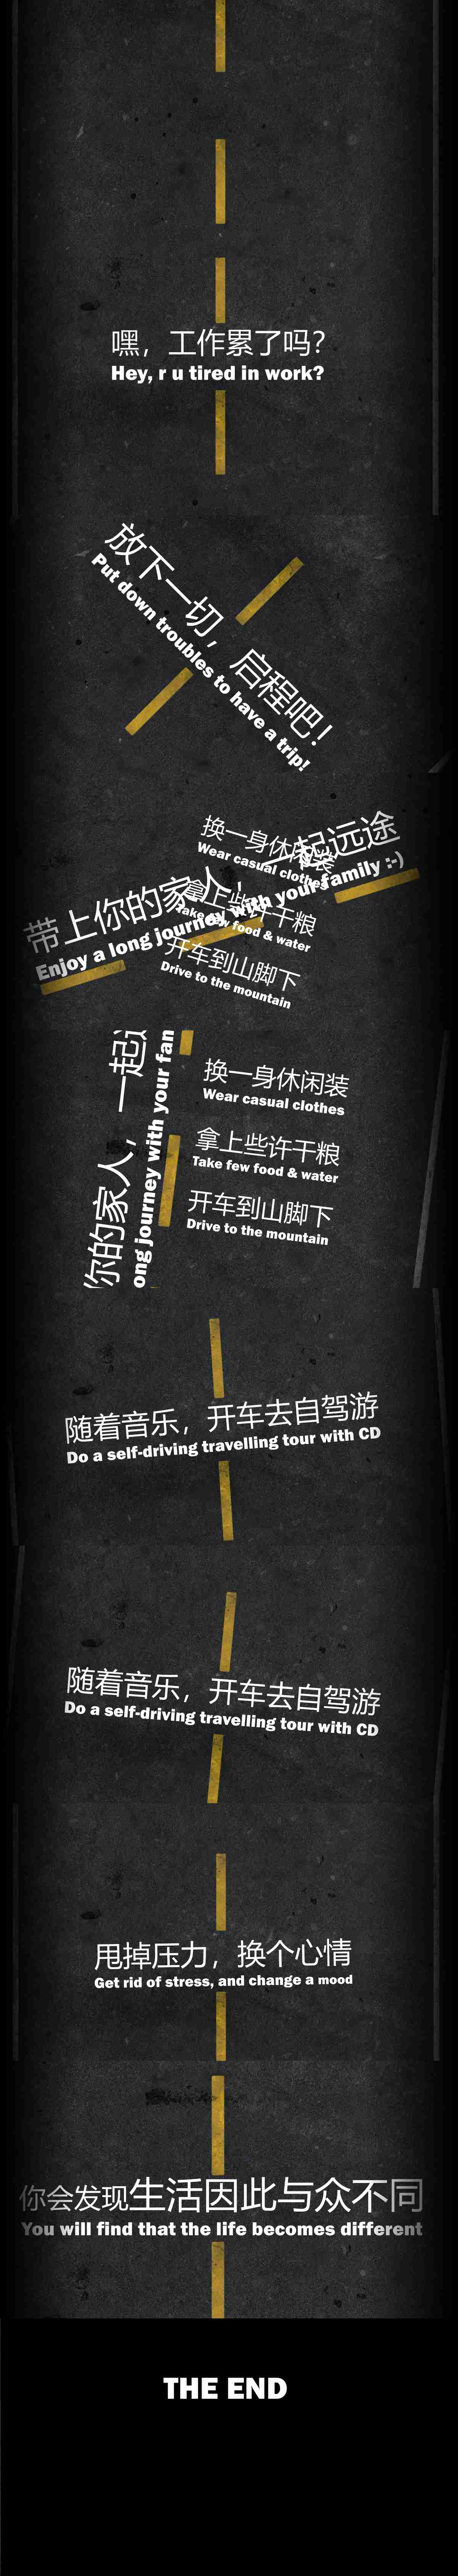 嘿，工作累了吗？
Hey, r u tired in work?
放下一切，启程吧！
Put down troubles to have a trip!
带上你的家人，一起远途
Enjoy a long journey with your family :-)
换一身休闲装
Wear casual clothes
拿上些许干粮
Take few food & water
开车到山脚下
Drive to the mountain
你的家人，一起
ong journey with your fan
换一身休闲装
Wear casual clothes
拿上些许干粮
Take few food & water
开车到山脚下
Drive to the mountain
随着音乐，开车去自驾游
Do a self-driving travelling tour with CD
随着音乐，开车去自驾游
Do a self-driving travelling tour with CD
甩掉压力，换个心情
Get rid of stress, and change a mood
你会发现生活因此与众不同
You will find that the life becomes different
THE END